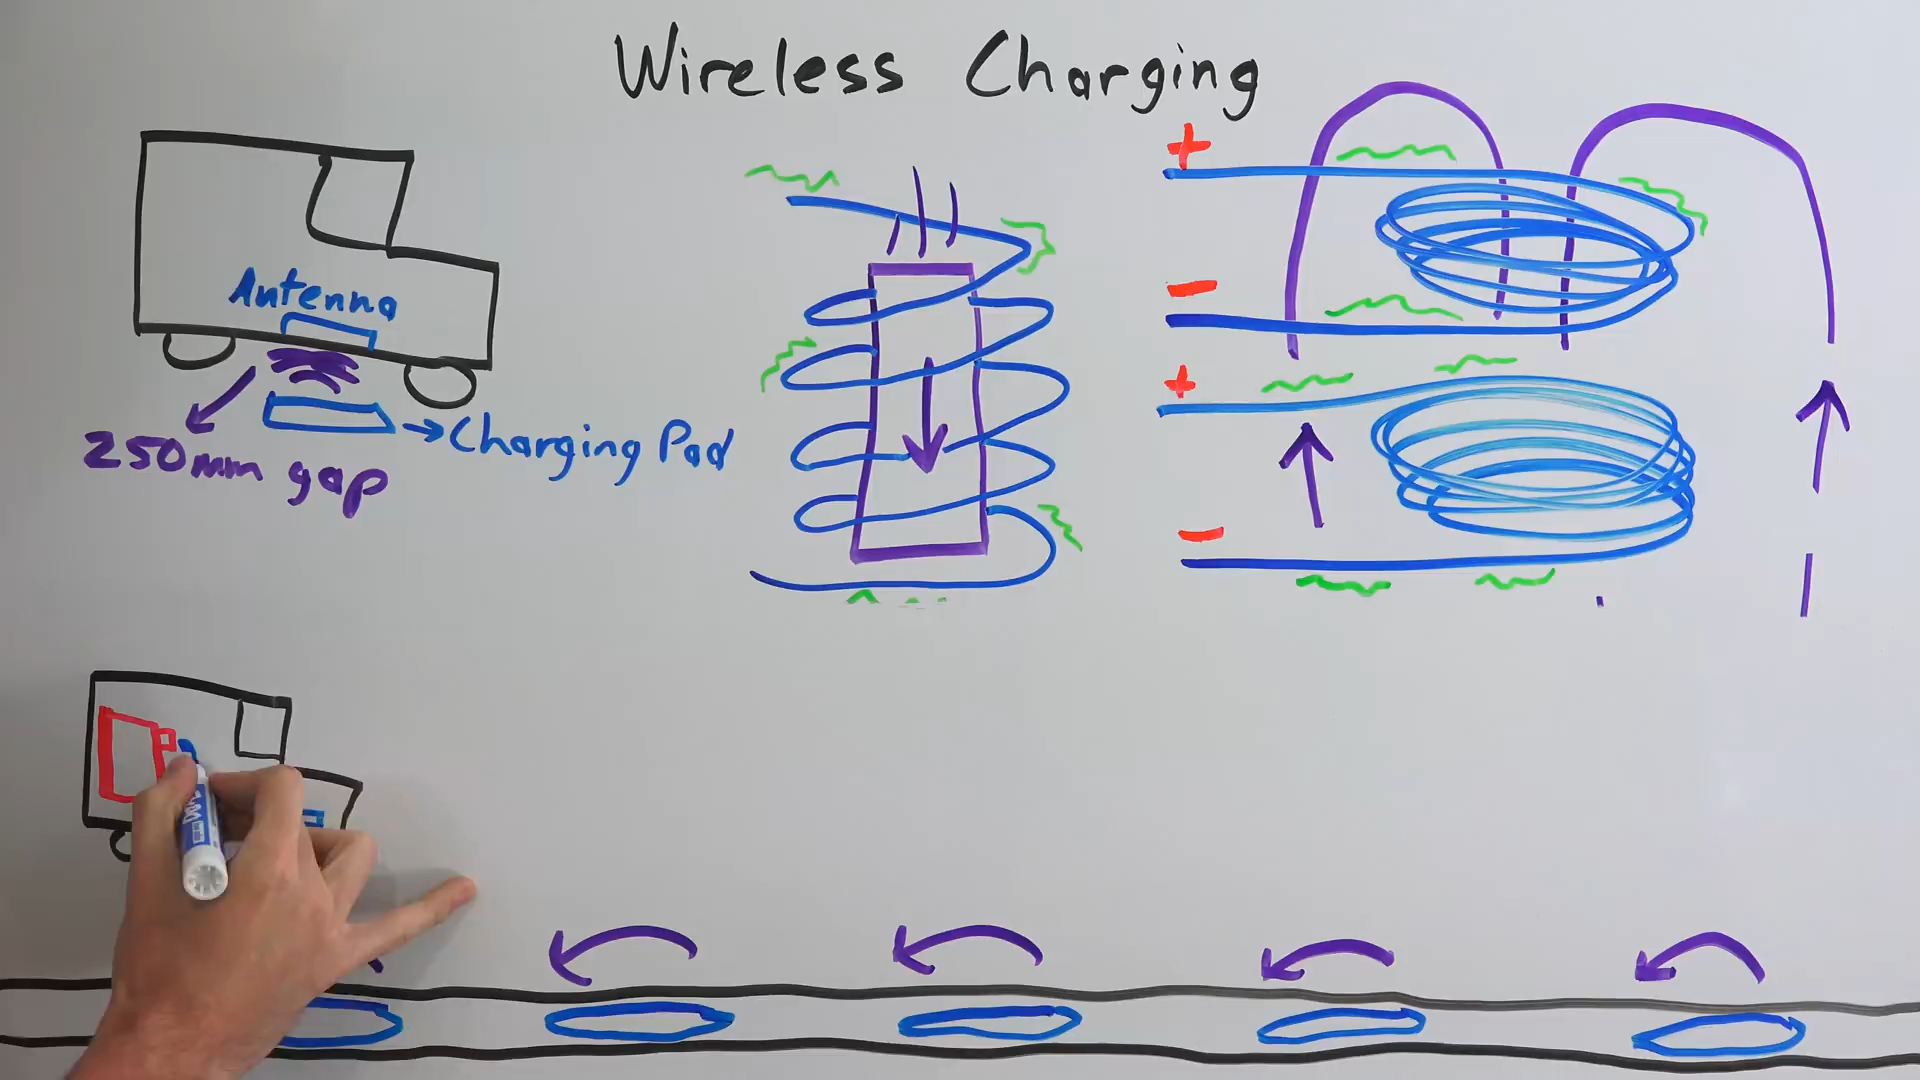 Wireless Charging
Antenna
Charging Pad
250mm gap
+
-
+
-